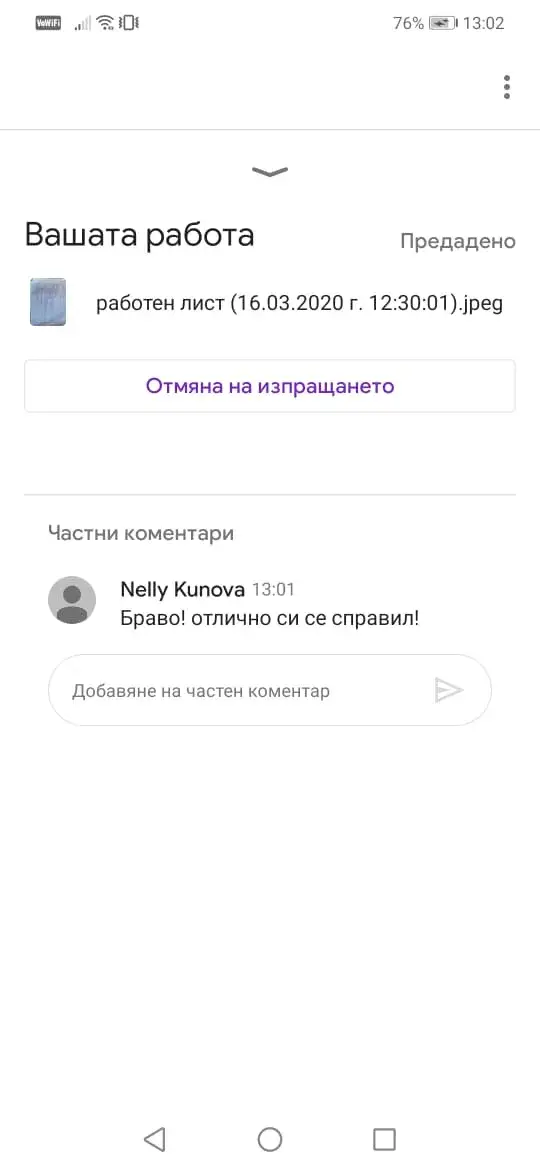 VoWiFi 76% 13:02
Вашата работа
Предадено
работен лист (16.03.2020 г. 12:30:01).jpeg
Отмяна на изпращането
Частни коментари
Nelly Kunova 13:01
Браво! отлично си се справил!
Добавяне на частен коментар